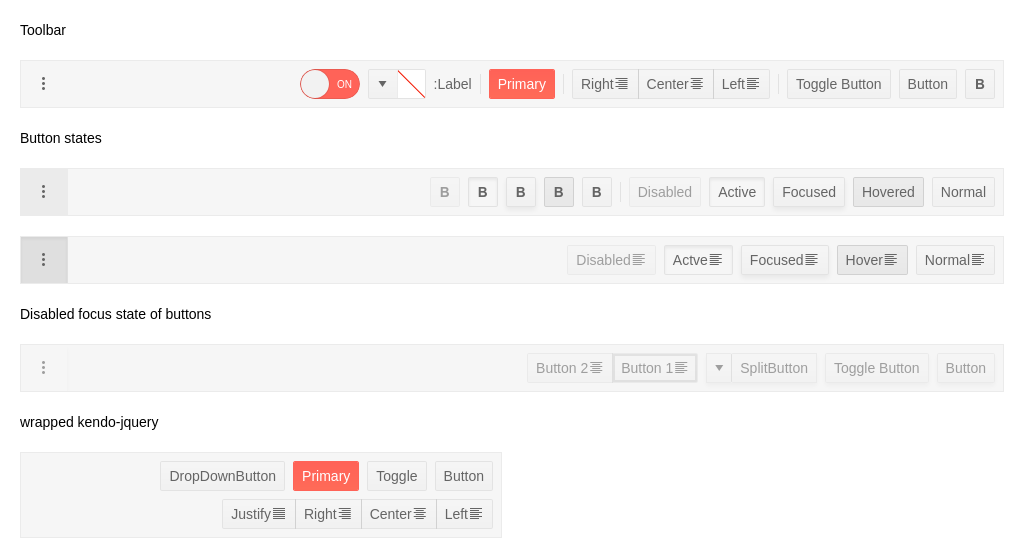 Toolbar
ON :Label Primary Right Center Left Toggle Button Button B
Button states
B B B B B Disabled Active Focused Hovered Normal
Disabled Actve Focused Hover Normal
Disabled focus state of buttons
Button 2 Button 1 SplitButton Toggle Button Button
wrapped kendo-jquery
DropDownButton Primary Toggle Button
Justify Right Center Left